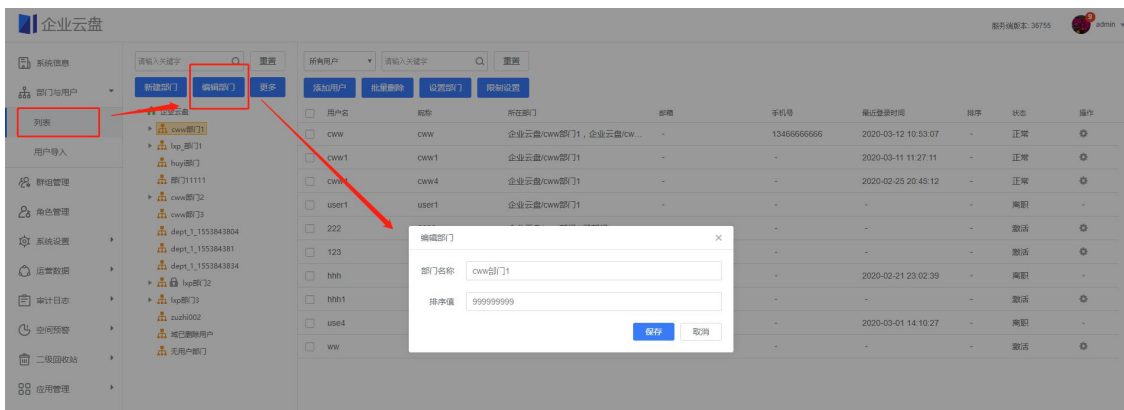 企业云盘
服务端版本: 36755
9
admin
系统信息
部门与用户
列表
用户导入
群组管理
角色管理
系统设置
运营数据
审计日志
空间预警
二级回收站
应用管理
请输入关键字 重置
新建部门 编辑部门 更多
企业云盘
cww部门1
lxp_部门1
huyi部门
部门11111
cww部门2
cww部门3
dept_1_1553843804
dept_1_155384381
dept_1_1553843834
lxp部门2
lxp部门3
zuzhi002
域已删除用户
无用户部门
所有用户 请输入关键字 重置
添加用户 批量删除 设置部门 限制设置
用户名 昵称 所在部门 邮箱 手机号 最近登录时间 排序 状态 操作
cww cww 企业云盘/cww部门1，企业云盘/cw... - 13466666666 2020-03-12 10:53:07 - 正常
cww1 cww1 企业云盘/cww部门1 - - 2020-03-11 11:27:11 - 正常
cww4 cww4 企业云盘/cww部门1 - - 2020-02-25 20:45:12 - 正常
user1 user1 企业云盘/cww部门1 - - - - 离职 -
222 - - - 激活
123 - - - 激活
hhh - 2020-02-21 23:02:39 - 离职 -
hhh1 - - - 激活
use4 - 2020-03-01 14:10:27 - 离职 -
ww - - - 激活
编辑部门 ×
部门名称 cww部门1
排序值 999999999
保存 取消